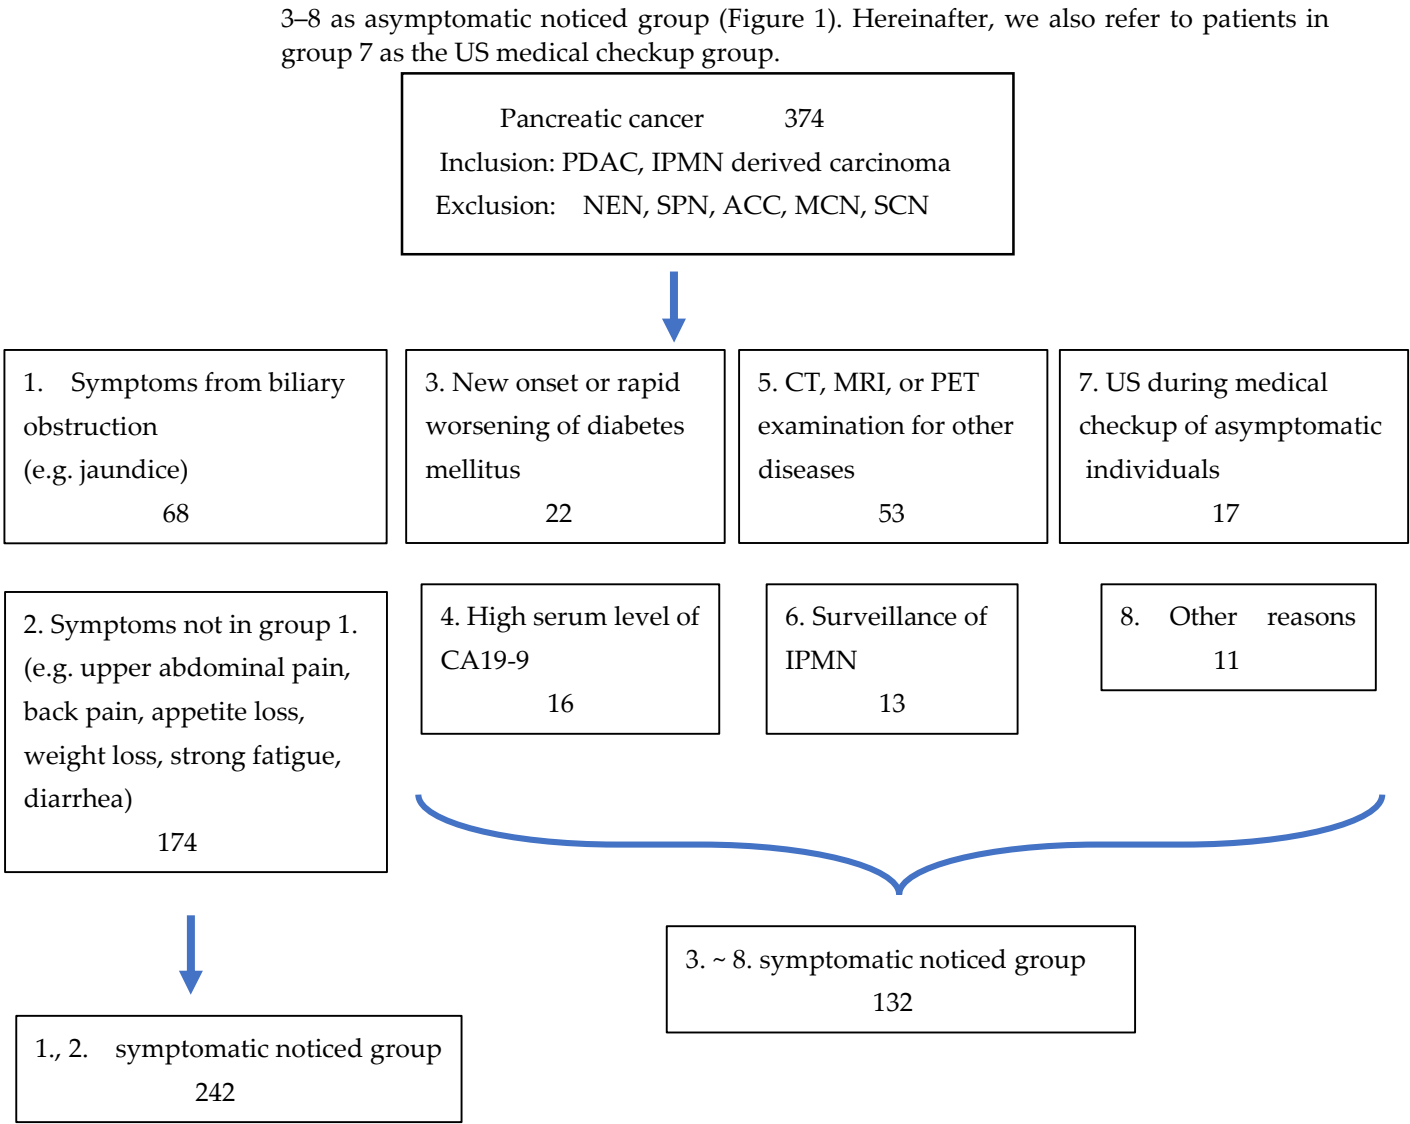 3–8 as asymptomatic noticed group (Figure 1). Hereinafter, we also refer to patients in
group 7 as the US medical checkup group.
Pancreatic cancer 374
Inclusion: PDAC, IPMN derived carcinoma
Exclusion: NEN, SPN, ACC, MCN, SCN
1. Symptoms from biliary
obstruction
(e.g. jaundice)
68
3. New onset or rapid
worsening of diabetes
mellitus
22
5. CT, MRI, or PET
examination for other
diseases
53
7. US during medical
checkup of asymptomatic
individuals
17
2. Symptoms not in group 1.
(e.g. upper abdominal pain,
back pain, appetite loss,
weight loss, strong fatigue,
diarrhea)
174
4. High serum level of
CA19-9
16
6. Surveillance of
IPMN
13
8. Other reasons
11
3. ~ 8. symptomatic noticed group
132
1., 2. symptomatic noticed group
242